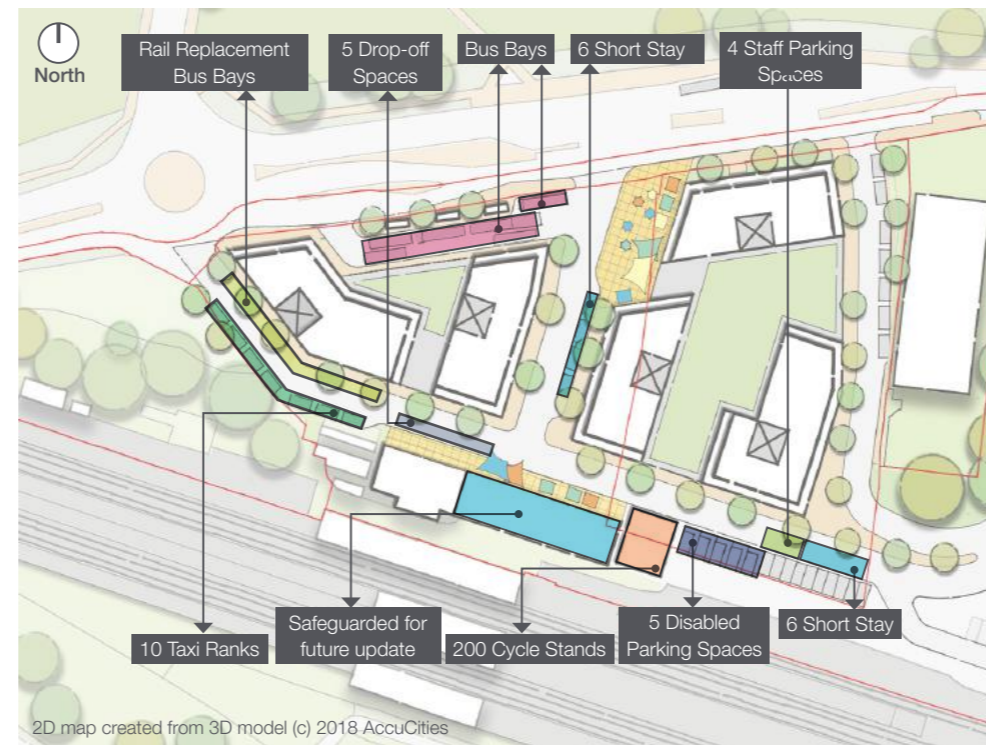 North
Rail Replacement
Bus Bays
5 Drop-off
Spaces
Bus Bays
6 Short Stay
4 Staff Parking
Spaces
10 Taxi Ranks
Safeguarded for
future update
200 Cycle Stands
5 Disabled
Parking Spaces
6 Short Stay
2D map created from 3D model (c) 2018 AccuCities